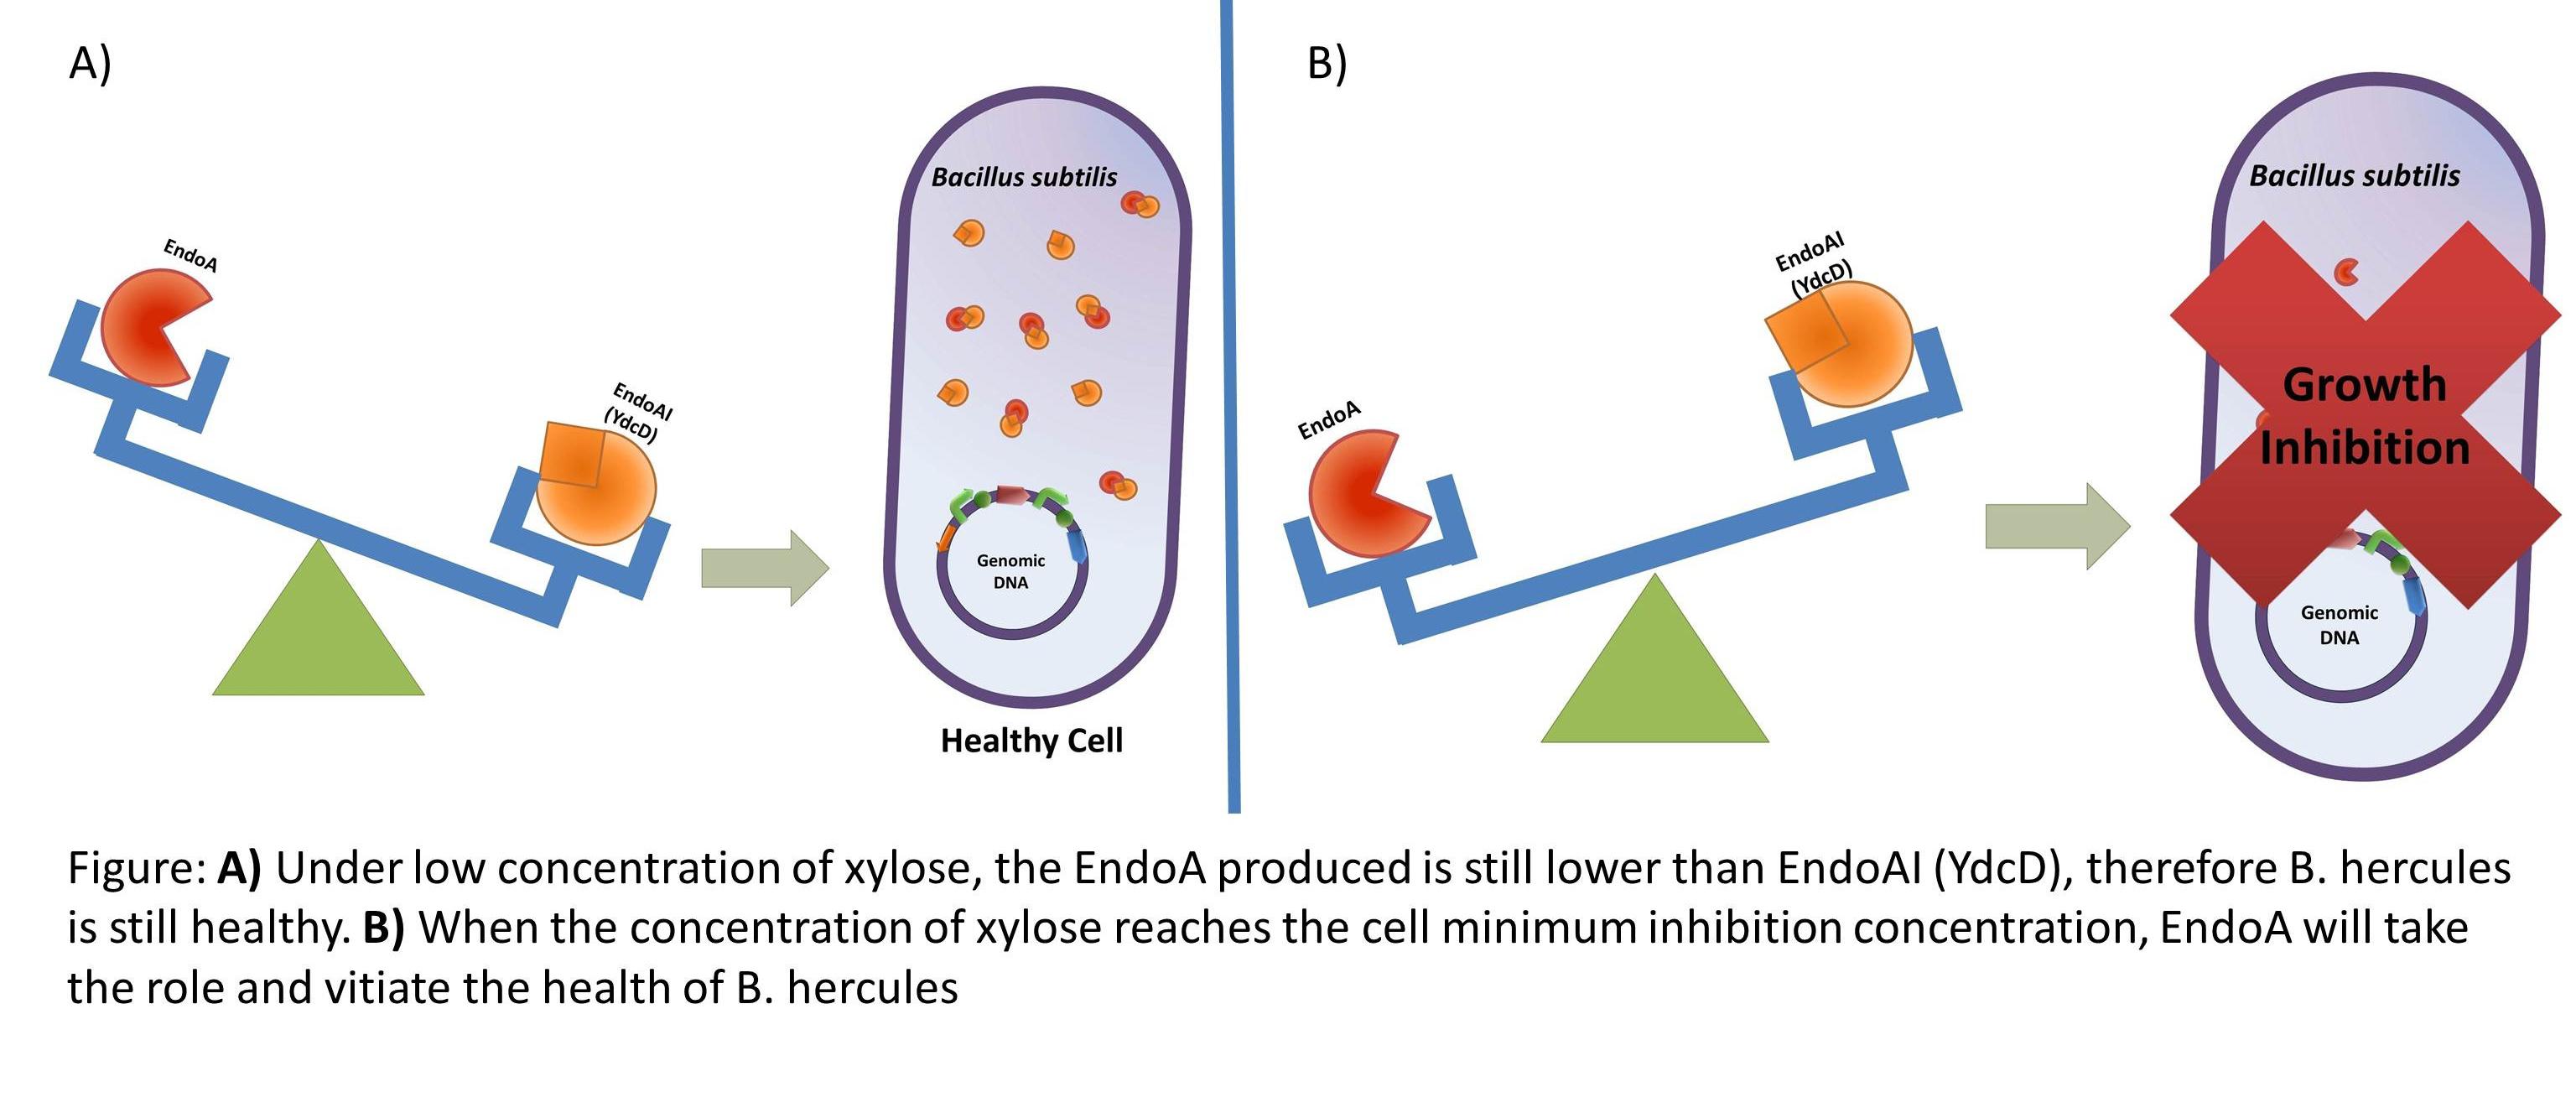 A)
EndoA
EndoAI
(YdcD)
Bacillus subtilis
Genomic
DNA
Healthy Cell
B)
EndoA
EndoAI
(YdcD)
Bacillus subtilis
Growth
Inhibition
Genomic
DNA
Figure: A) Under low concentration of xylose, the EndoA produced is still lower than EndoAI (YdcD), therefore B. hercules
is still healthy. B) When the concentration of xylose reaches the cell minimum inhibition concentration, EndoA will take
the role and vitiate the health of B. hercules